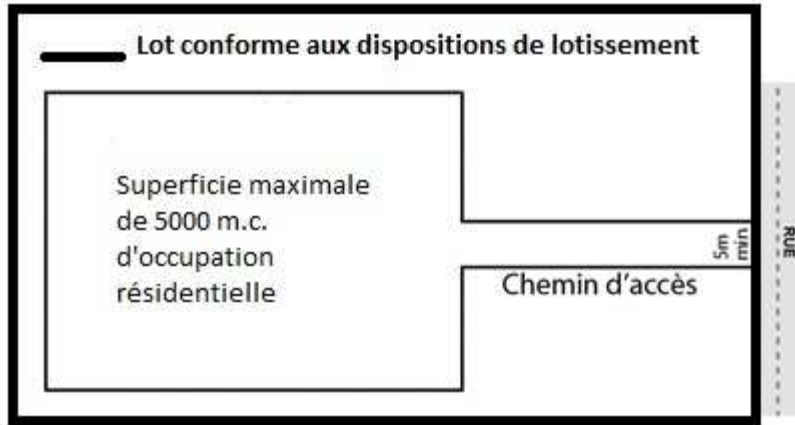 Lot conforme aux dispositions de lotissement
Superficie maximale
de 5000 m.c.
d'occupation
résidentielle
5m
min
Chemin d'accès
RUE